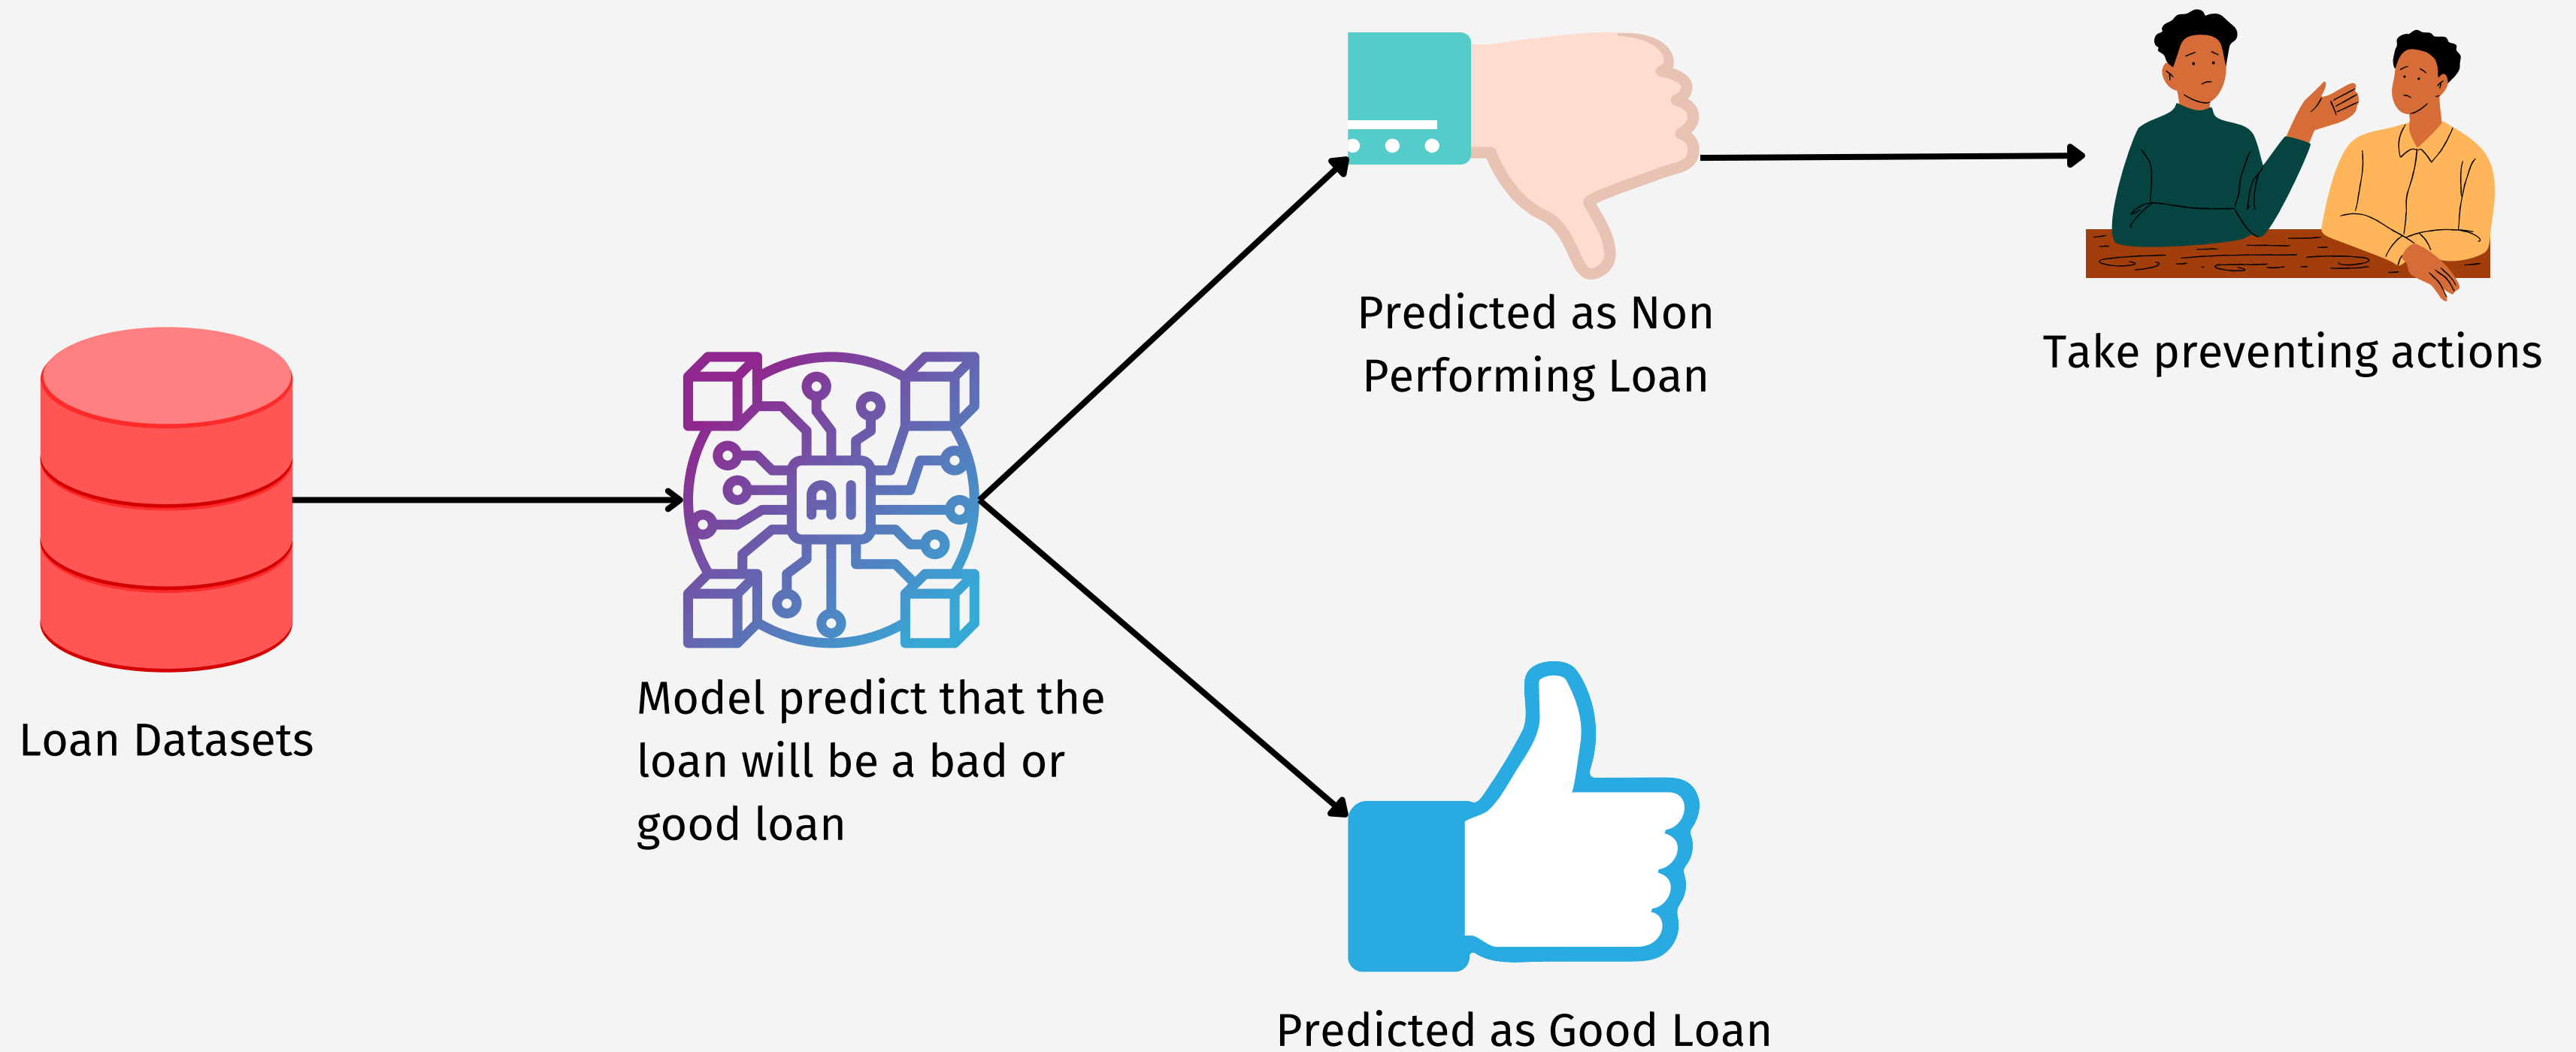 Loan Datasets
AI
Model predict that the
loan will be a bad or
good loan
Predicted as Non
Performing Loan
Take preventing actions
Predicted as Good Loan